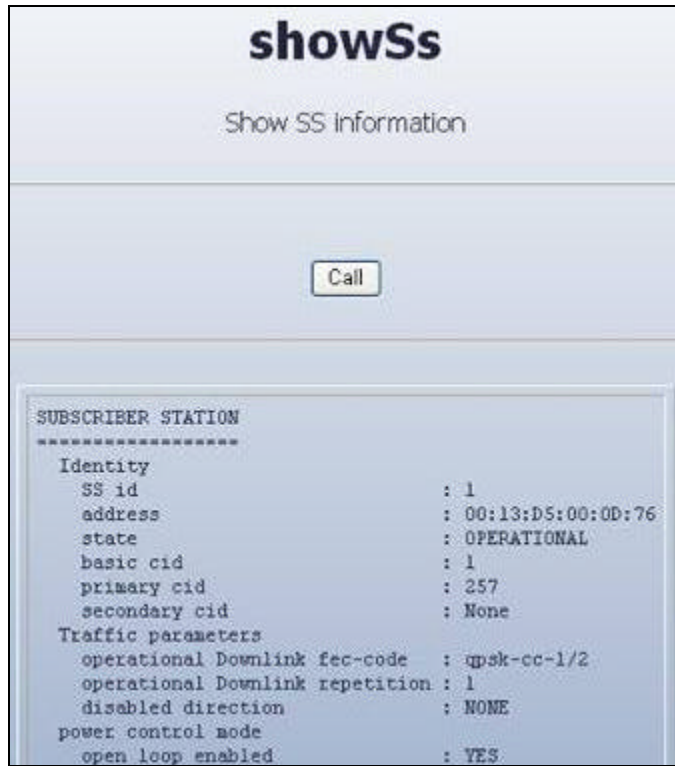 showSs
Show SS information
Call
SUBSCRIBER STATION
===================
Identity
SS id : 1
address : 00:13:D5:00:0D:76
state : OPERATIONAL
basic cid : 1
primary cid : 257
secondary cid : None
Traffic parameters
operational Downlink fec-code : qpsk-cc-1/2
operational Downlink repetition : 1
disabled direction : NONE
power control mode
open loop enabled : YES